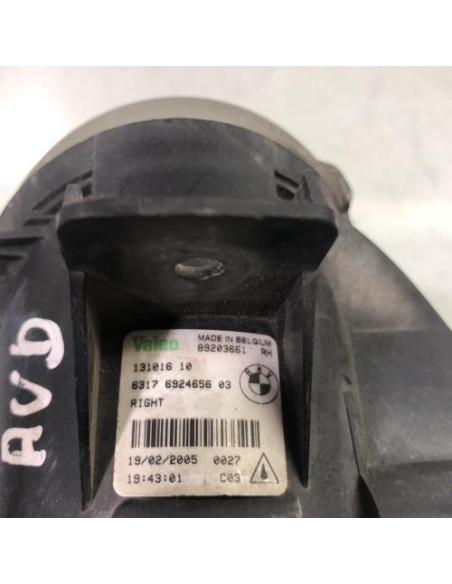 Valeo MADE IN BELGIUM
89203661 RH
131016 10
6317 6924656 03
BMW
RIGHT
19/02/2005 0027
19:43:01 C03
AVD